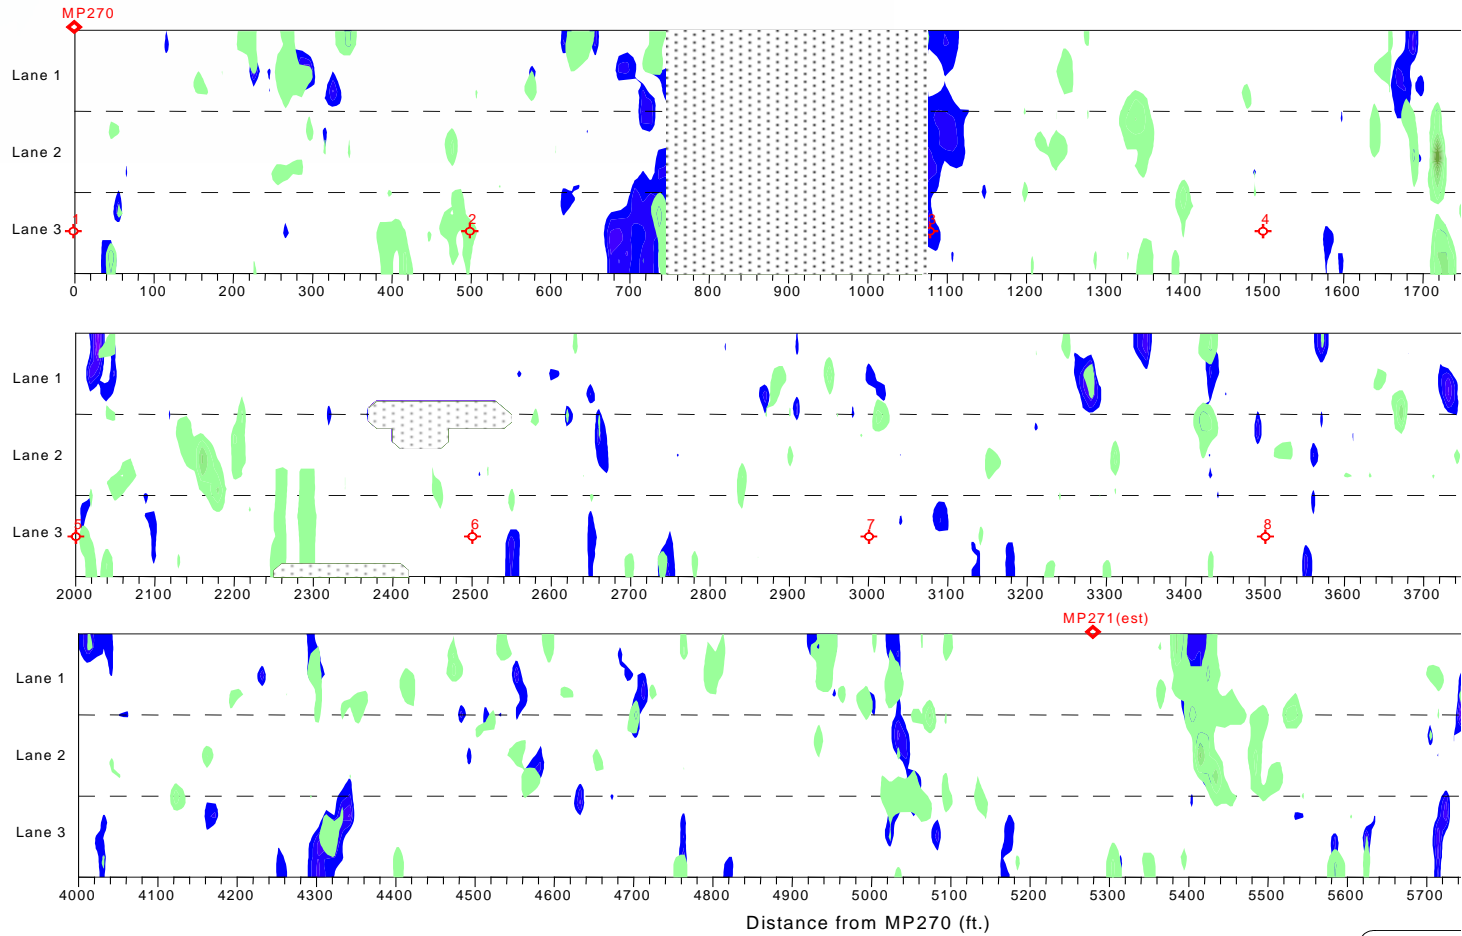 MP270
Lane 1
Lane 2
Lane 3
1
2
3
4
0 100 200 300 400 500 600 700 800 900 1000 1100 1200 1300 1400 1500 1600 1700
Lane 1
Lane 2
Lane 3
5
6
7
8
2000 2100 2200 2300 2400 2500 2600 2700 2800 2900 3000 3100 3200 3300 3400 3500 3600 3700
MP271(est)
Lane 1
Lane 2
Lane 3
4000 4100 4200 4300 4400 4500 4600 4700 4800 4900 5000 5100 5200 5300 5400 5500 5600 5700
Distance from MP270 (ft.)